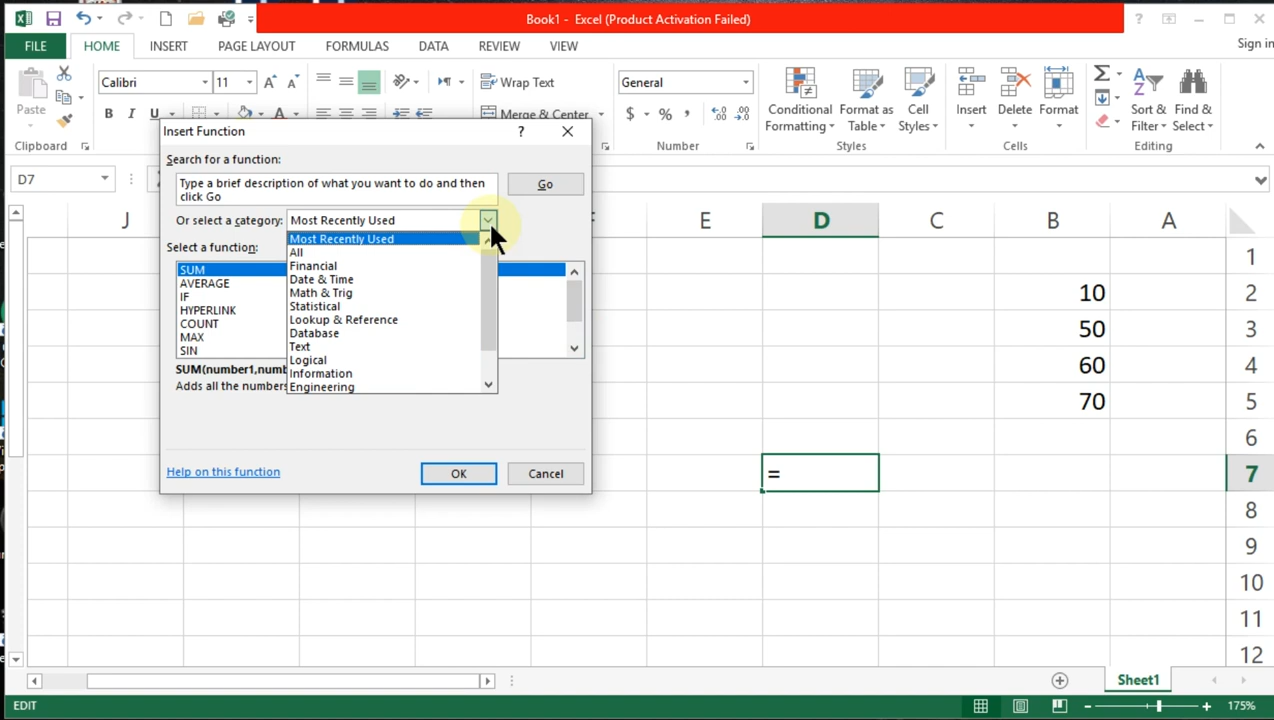 Book1 - Excel (Product Activation Failed)
FILE HOME INSERT PAGE LAYOUT FORMULAS DATA REVIEW VIEW
Sign in
Paste
Calibri 11
B I U A
Wrap Text
Merge & Center
General
$ % ,
Conditional Formatting
Format as Table
Cell Styles
Insert
Delete
Format
Sort & Filter
Find & Select
Clipboard
Number
Styles
Cells
Editing
D7
Insert Function
Search for a function:
Type a brief description of what you want to do and then
click Go
Go
Or select a category: Most Recently Used
Most Recently Used
All
Financial
Date & Time
Math & Trig
Statistical
Lookup & Reference
Database
Text
Logical
Information
Engineering
Select a function:
SUM
AVERAGE
IF
HYPERLINK
COUNT
MAX
SIN
SUM(number1,numb
Adds all the numbers
Help on this function
OK
Cancel
J E D C B A
1
10 2
50 3
60 4
70 5
6
= 7
8
9
10
11
12
Sheet1
EDIT
175%